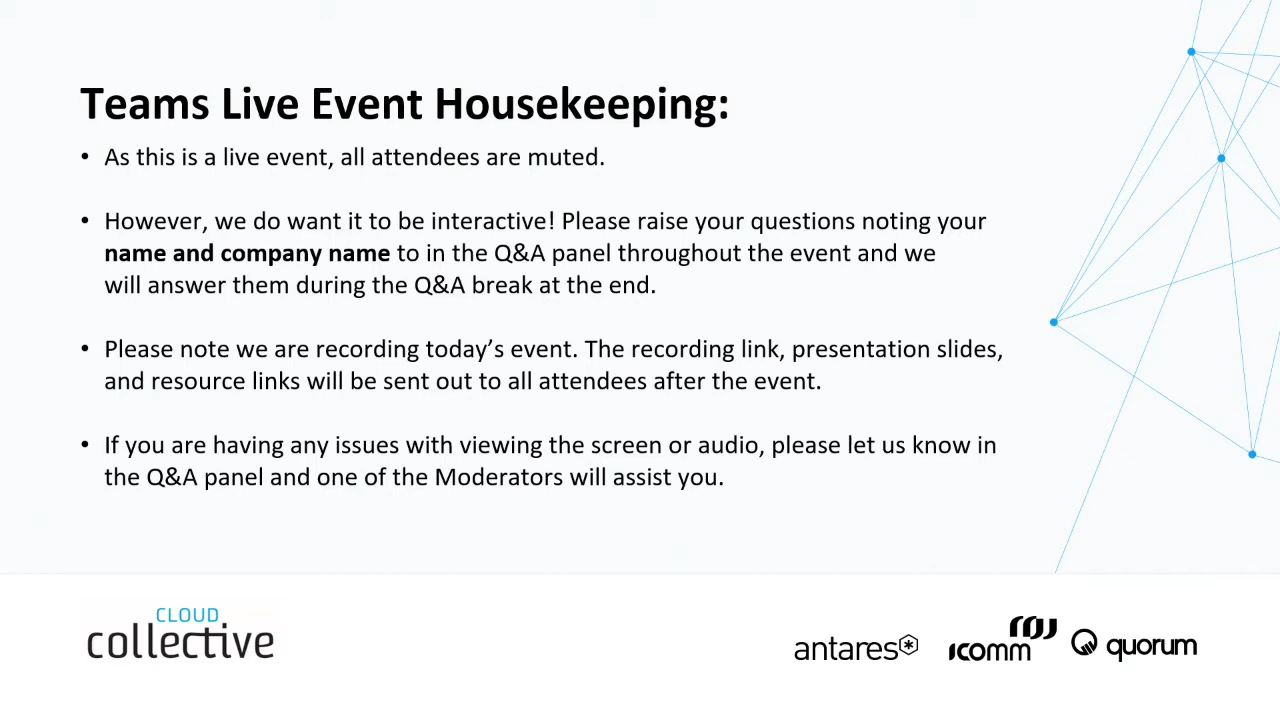 Teams Live Event Housekeeping:
• As this is a live event, all attendees are muted.
• However, we do want it to be interactive! Please raise your questions noting your
name and company name to in the Q&A panel throughout the event and we
will answer them during the Q&A break at the end.
• Please note we are recording today’s event. The recording link, presentation slides,
and resource links will be sent out to all attendees after the event.
• If you are having any issues with viewing the screen or audio, please let us know in
the Q&A panel and one of the Moderators will assist you.
CLOUD
collective
antares
icomm
quorum